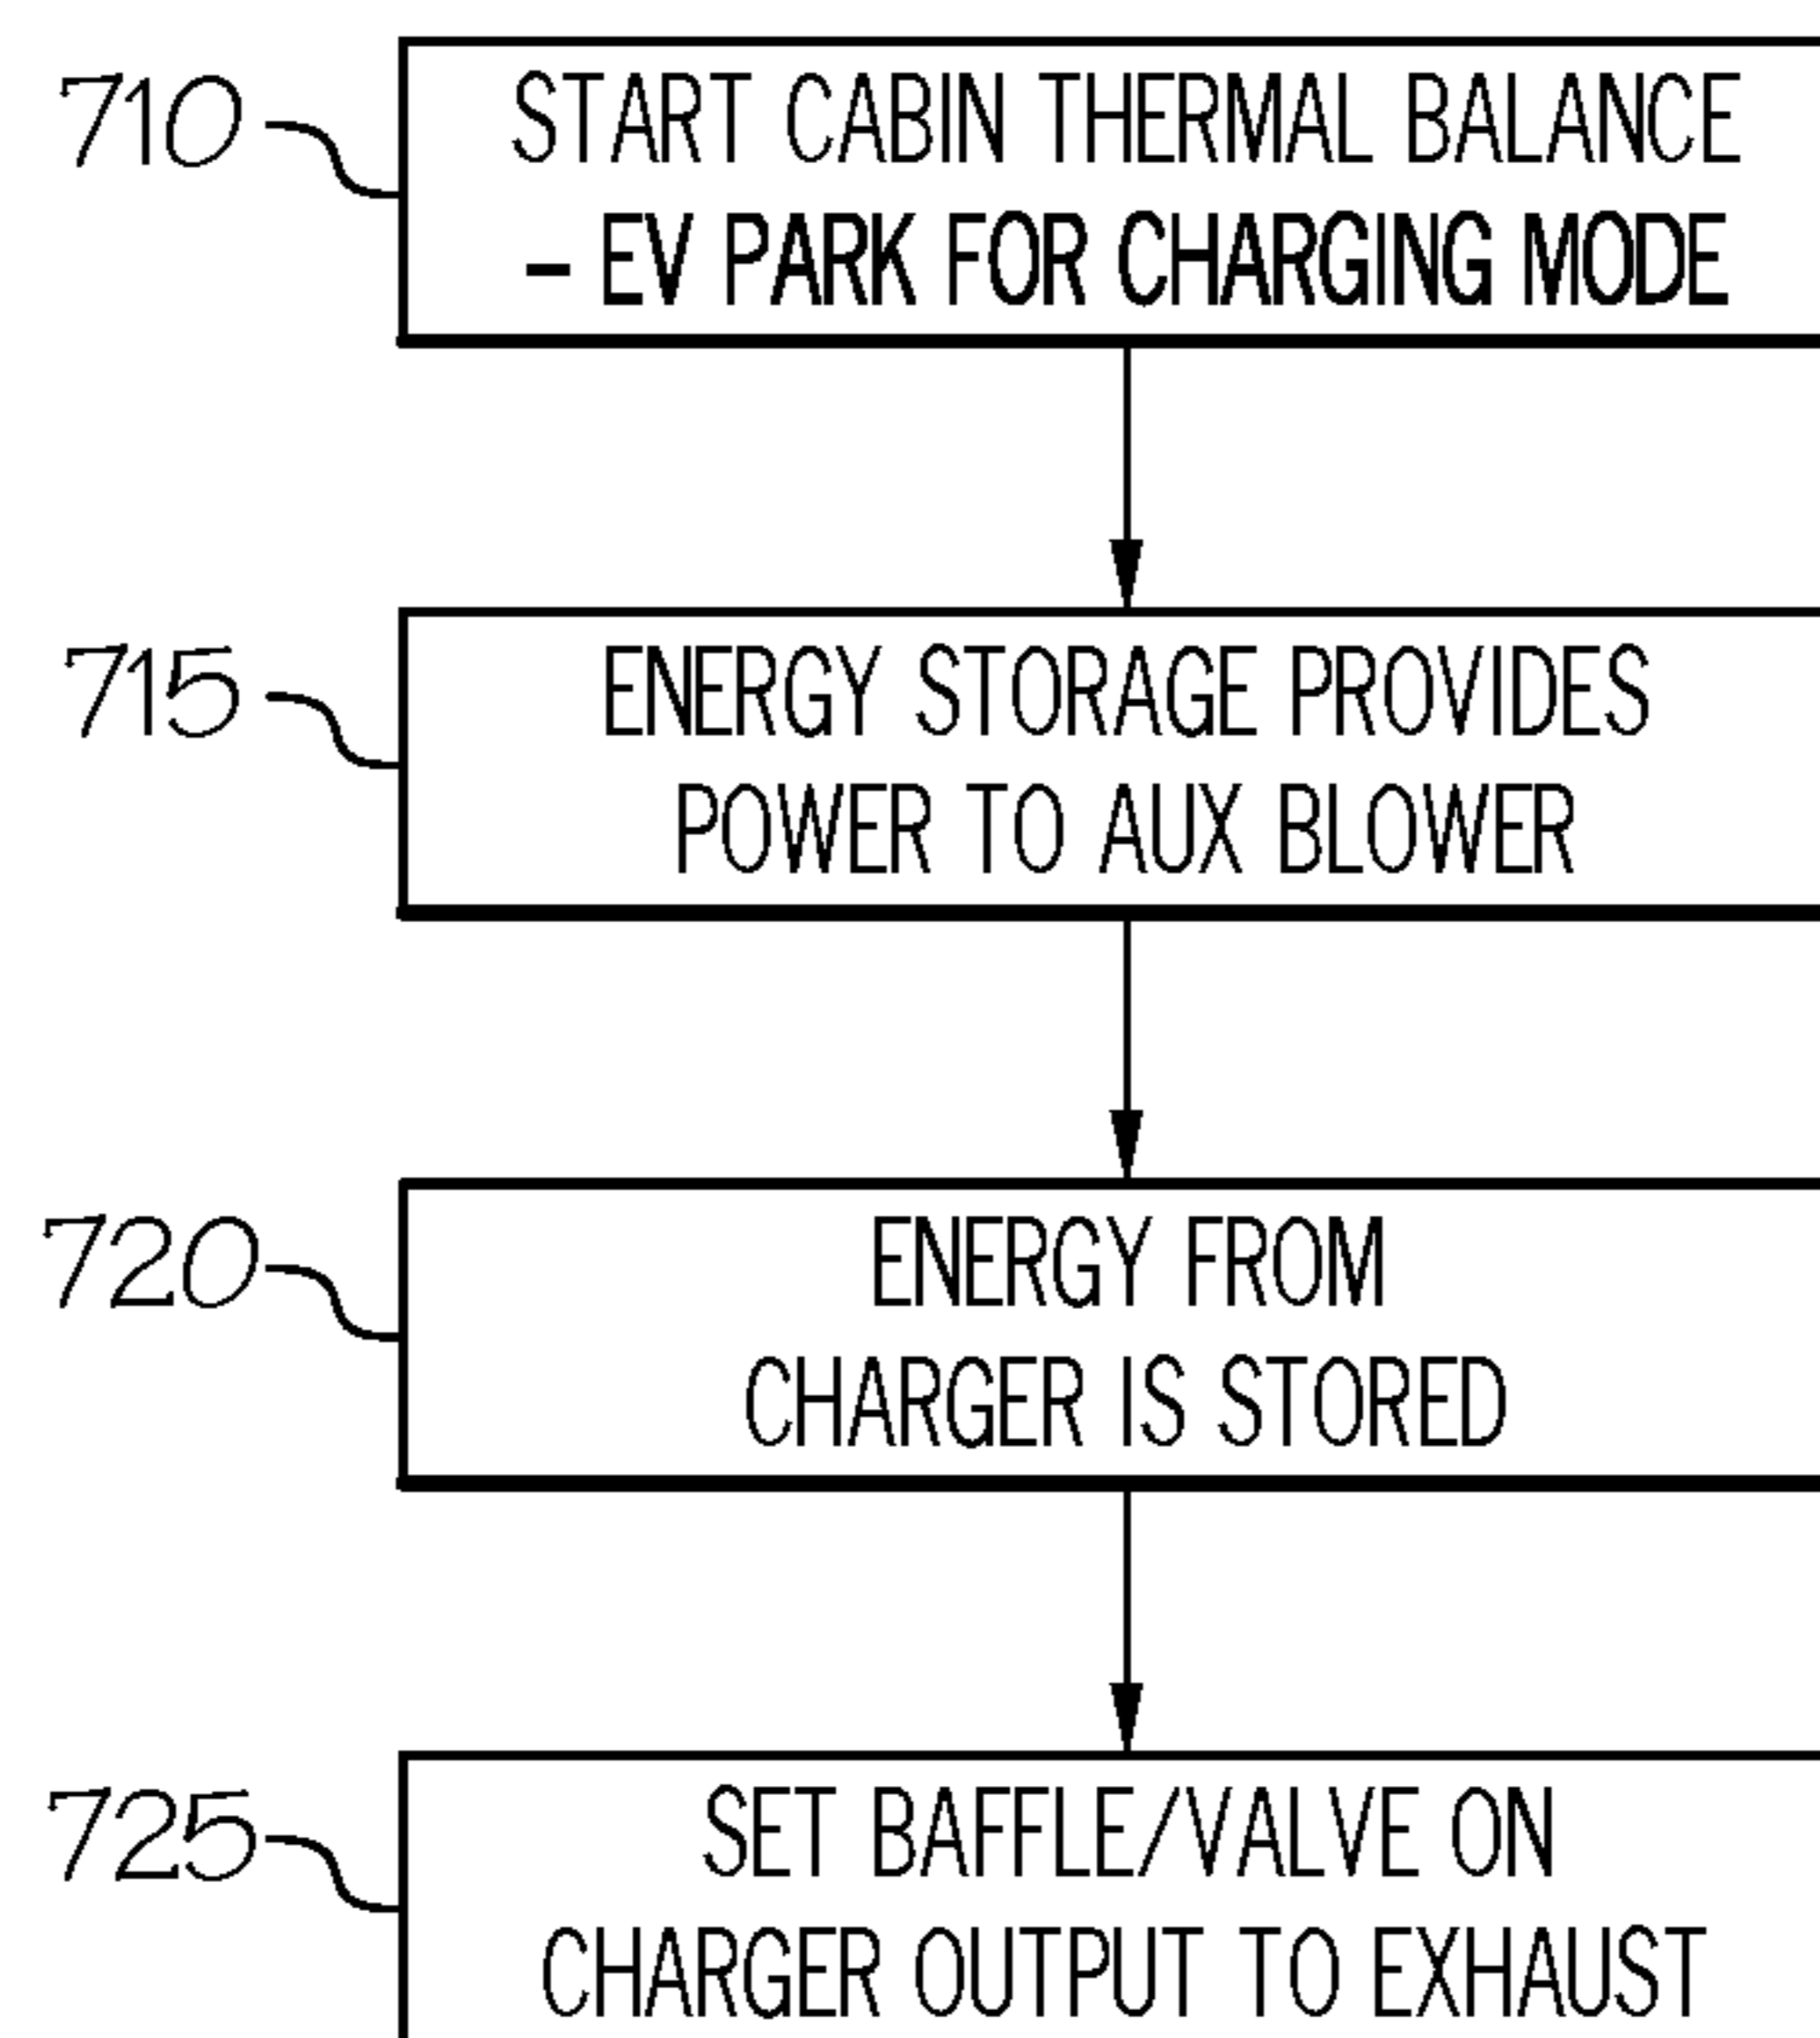 710
START CABIN THERMAL BALANCE
- EV PARK FOR CHARGING MODE
715
ENERGY STORAGE PROVIDES
POWER TO AUX BLOWER
720
ENERGY FROM
CHARGER IS STORED
725
SET BAFFLE/VALVE ON
CHARGER OUTPUT TO EXHAUST